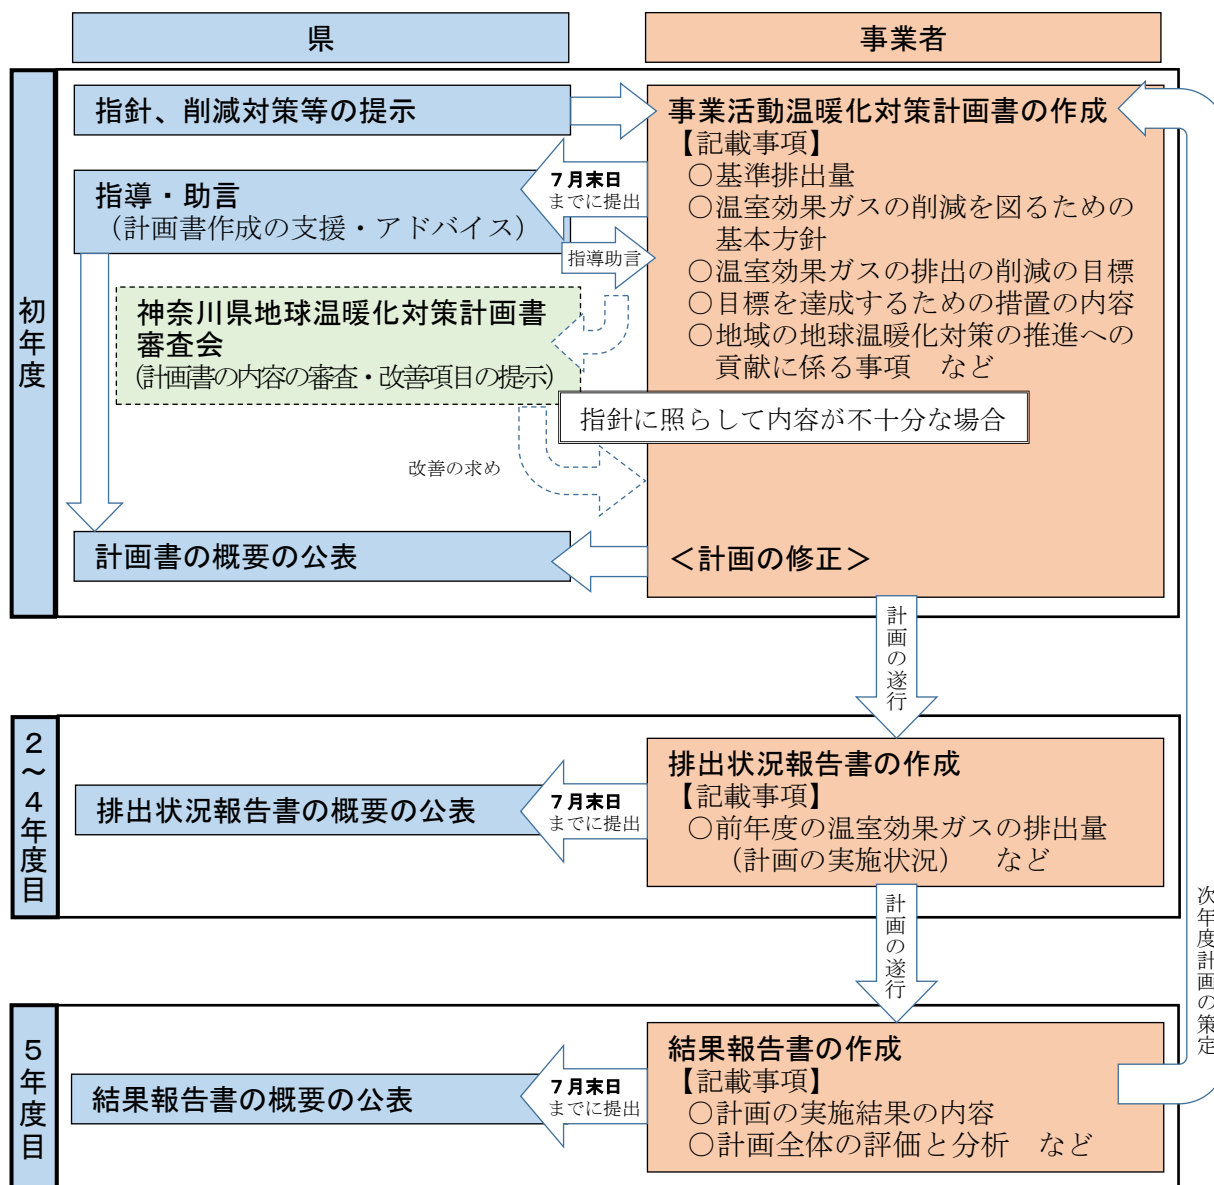 県
事業者
初年度
指針、削減対策等の提示
事業活動温暖化対策計画書の作成
【記載事項】
○基準排出量
○温室効果ガスの削減を図るための
基本方針
○温室効果ガスの排出の削減の目標
○目標を達成するための措置の内容
○地域の地球温暖化対策の推進への
貢献に係る事項　など
7月末日
までに提出
指導・助言
（計画書作成の支援・アドバイス）
指導助言
神奈川県地球温暖化対策計画書
審査会
(計画書の内容の審査・改善項目の提示)
指針に照らして内容が不十分な場合
改善の求め
計画書の概要の公表
＜計画の修正＞
計画の遂行
2～4年度目
排出状況報告書の作成
【記載事項】
○前年度の温室効果ガスの排出量
（計画の実施状況）　など
7月末日
までに提出
排出状況報告書の概要の公表
計画の遂行
次年度計画の策定
5年度目
結果報告書の作成
【記載事項】
○計画の実施結果の内容
○計画全体の評価と分析　など
7月末日
までに提出
結果報告書の概要の公表